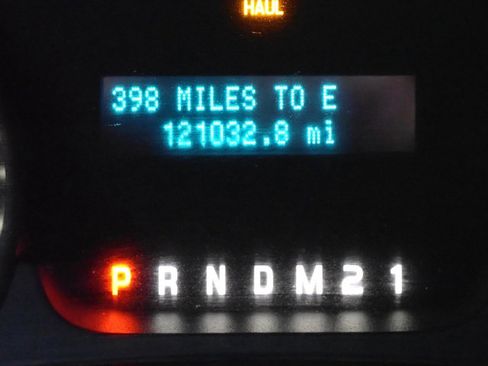 HAUL
398 MILES TO E
121032.8 mi
P R N D M 2 1